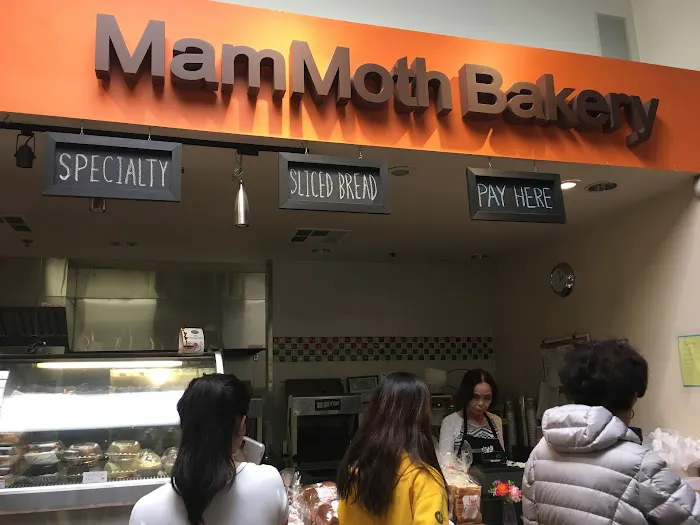 MamMoth Bakery
SPECIALTY
SLICED BREAD
PAY HERE